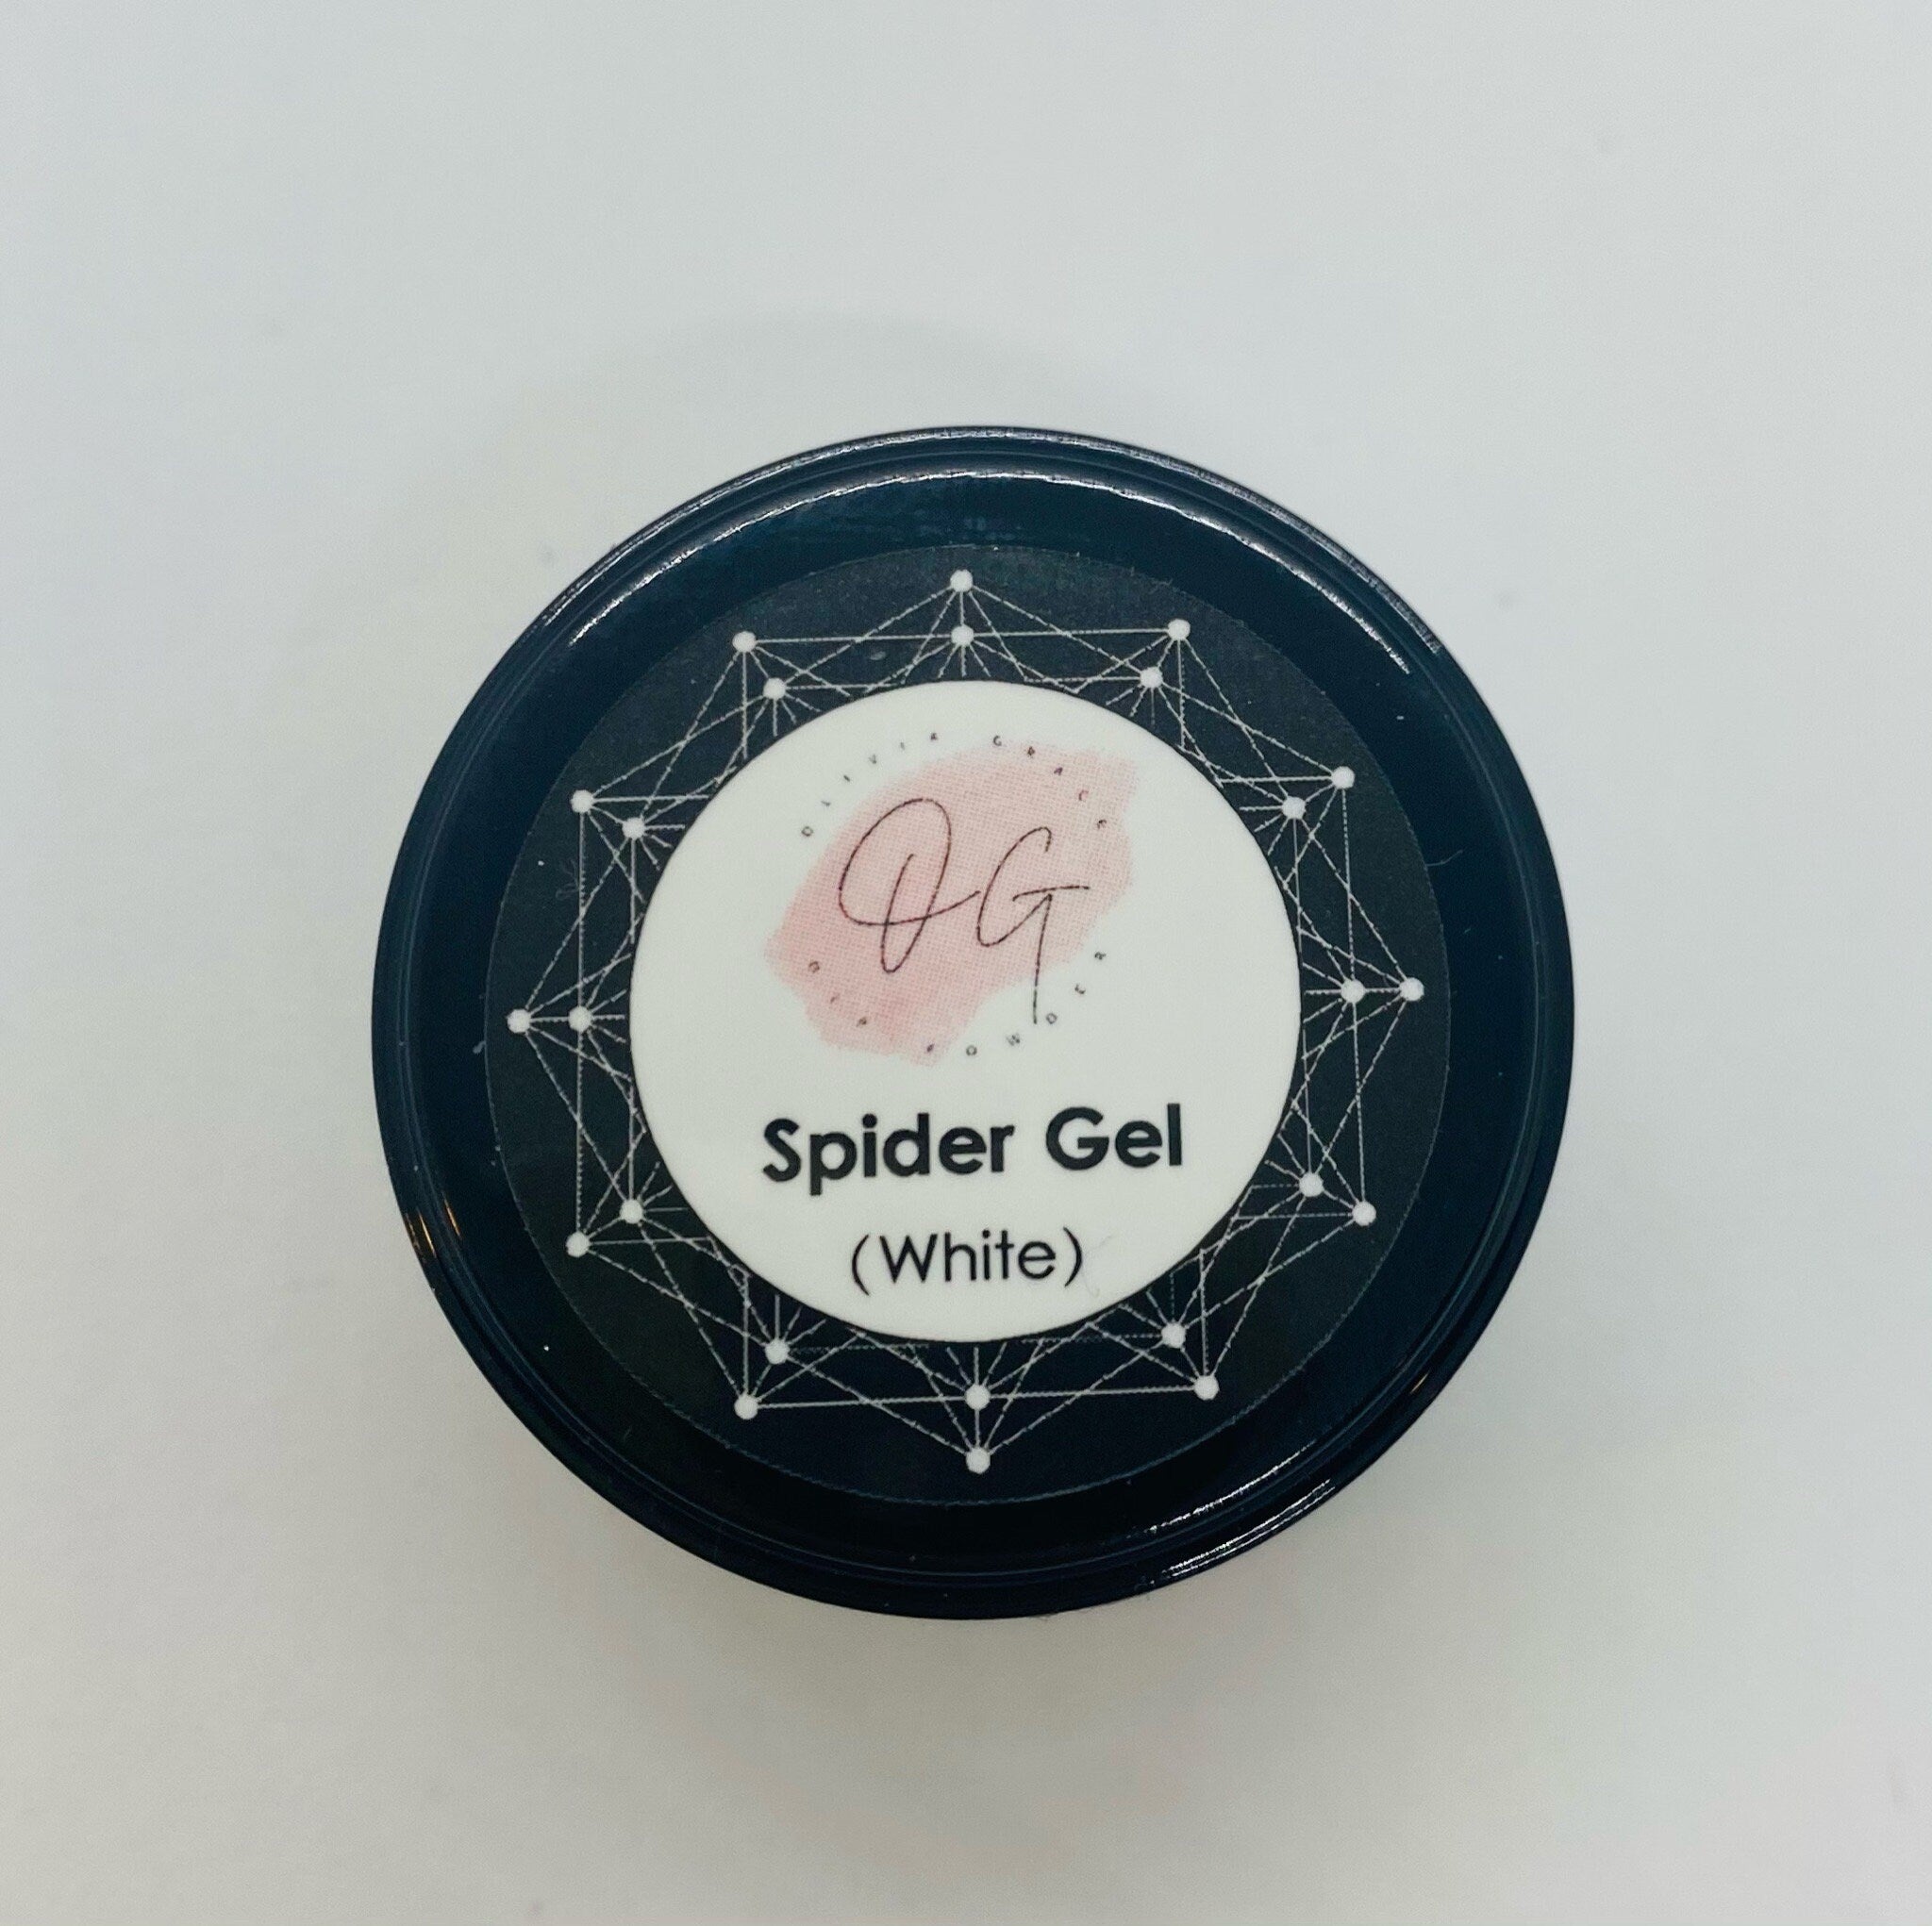 OLIVIA GRACE
OG
DIP POWDER
Spider Gel
(White)